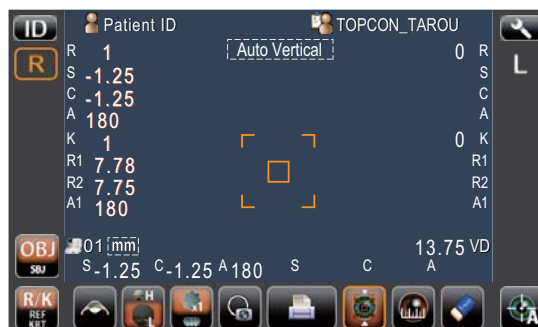 ID Patient ID TOPCON_TAROU
R R 1 Auto Vertical 0 R L
S -1.25 S
C -1.25 C
A 180 A
K 1 0 K
R1 7.78 R1
R2 7.75 R2
A1 180 A1
OBJ 01 mm 13.75 VD
SBJ S -1.25 C -1.25 A 180 S C A
R/K H
REF L
KRT A